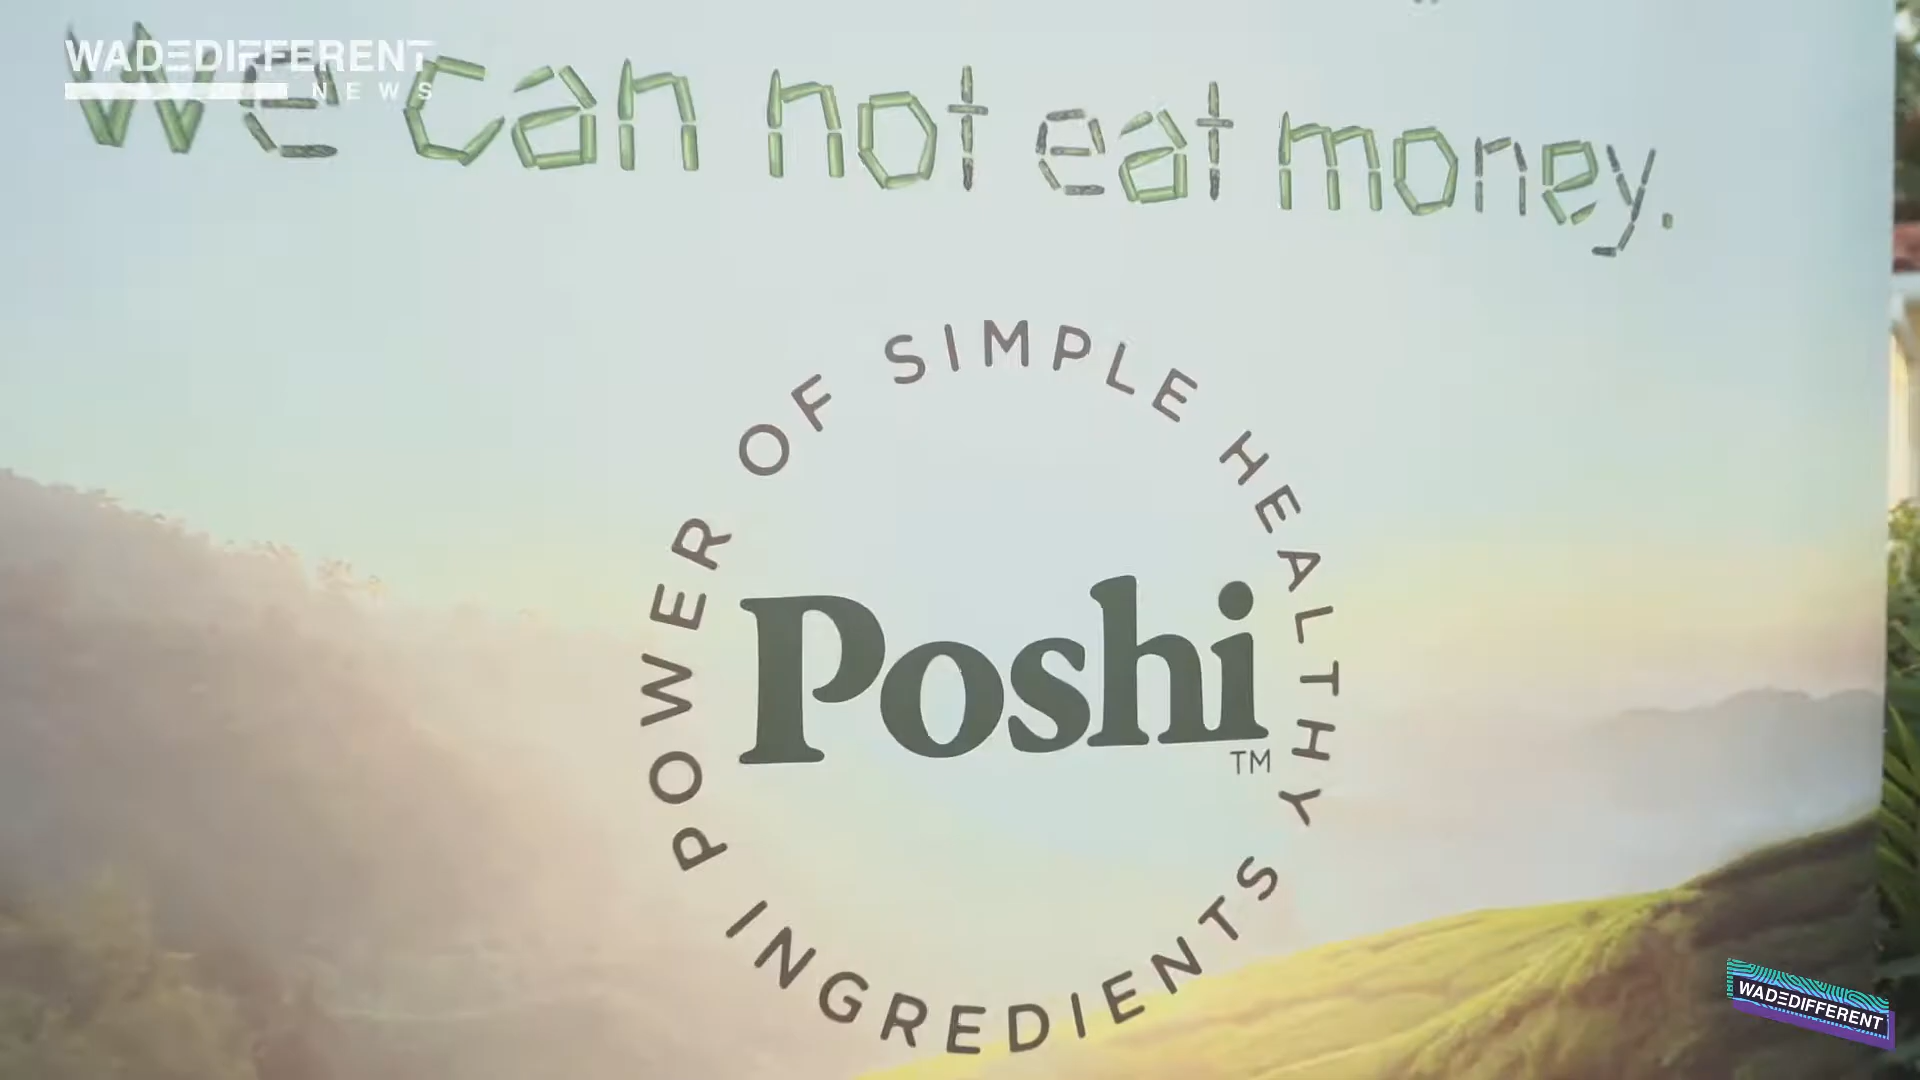 WADEDIFFERENT
NEWS
We can not eat money.
POWER OF SIMPLE HEALTHY INGREDIENTS
Poshi
TM
WADEDIFFERENT